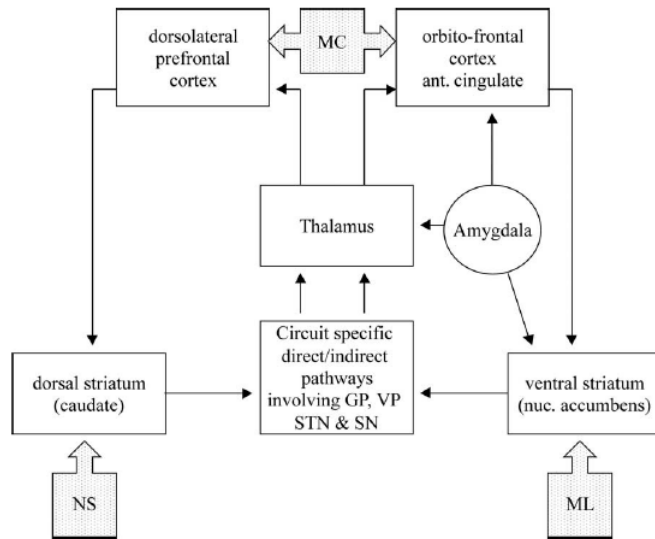 dorsolateral
prefrontal
cortex
MC
orbito-frontal
cortex
ant. cingulate
Thalamus
Amygdala
dorsal striatum
(caudate)
Circuit specific
direct/indirect
pathways
involving GP, VP
STN & SN
ventral striatum
(nuc. accumbens)
NS
ML